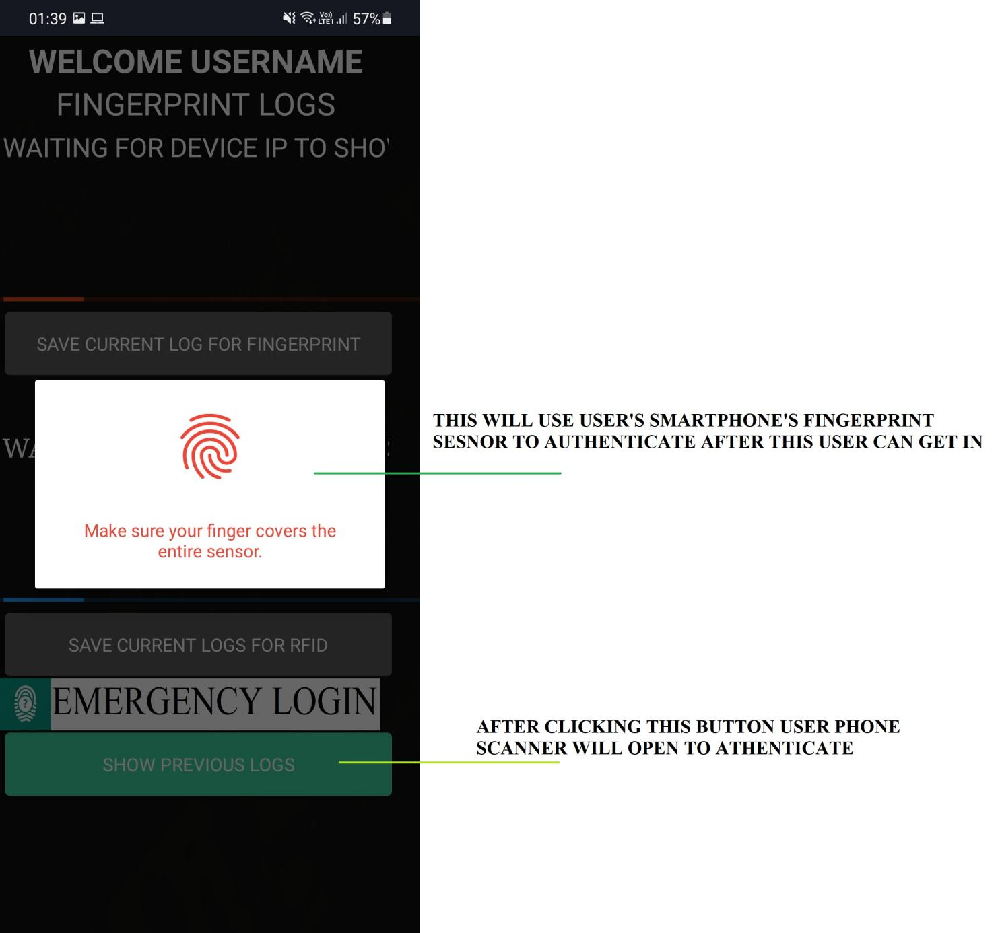 01:39
Vo)) LTE1 57%
WELCOME USERNAME
FINGERPRINT LOGS
WAITING FOR DEVICE IP TO SHO
SAVE CURRENT LOG FOR FINGERPRINT
THIS WILL USE USER'S SMARTPHONE'S FINGERPRINT
SESNOR TO AUTHENTICATE AFTER THIS USER CAN GET IN
WA
Make sure your finger covers the
entire sensor.
SAVE CURRENT LOGS FOR RFID
? EMERGENCY LOGIN
AFTER CLICKING THIS BUTTON USER PHONE
SCANNER WILL OPEN TO ATHENTICATE
SHOW PREVIOUS LOGS